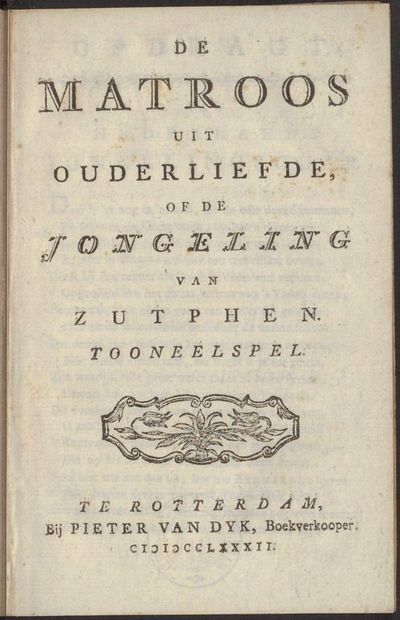 DE
MATROOS
UIT
OUDERLIEFDE,
OF DE
JONGELING
VAN
ZUTPHEN.
TOONEELSPEL.
TE ROTTERDAM,
Bij PIETER VAN DYK, Boekverkooper.
CIↃIↃCCLXXXII.